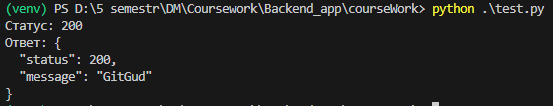 (venv) PS D:\5 semestr\DM\Coursework\Backend_app\courseWork> python .\test.py
Статус: 200
Ответ: {
  "status": 200,
  "message": "GitGud"
}